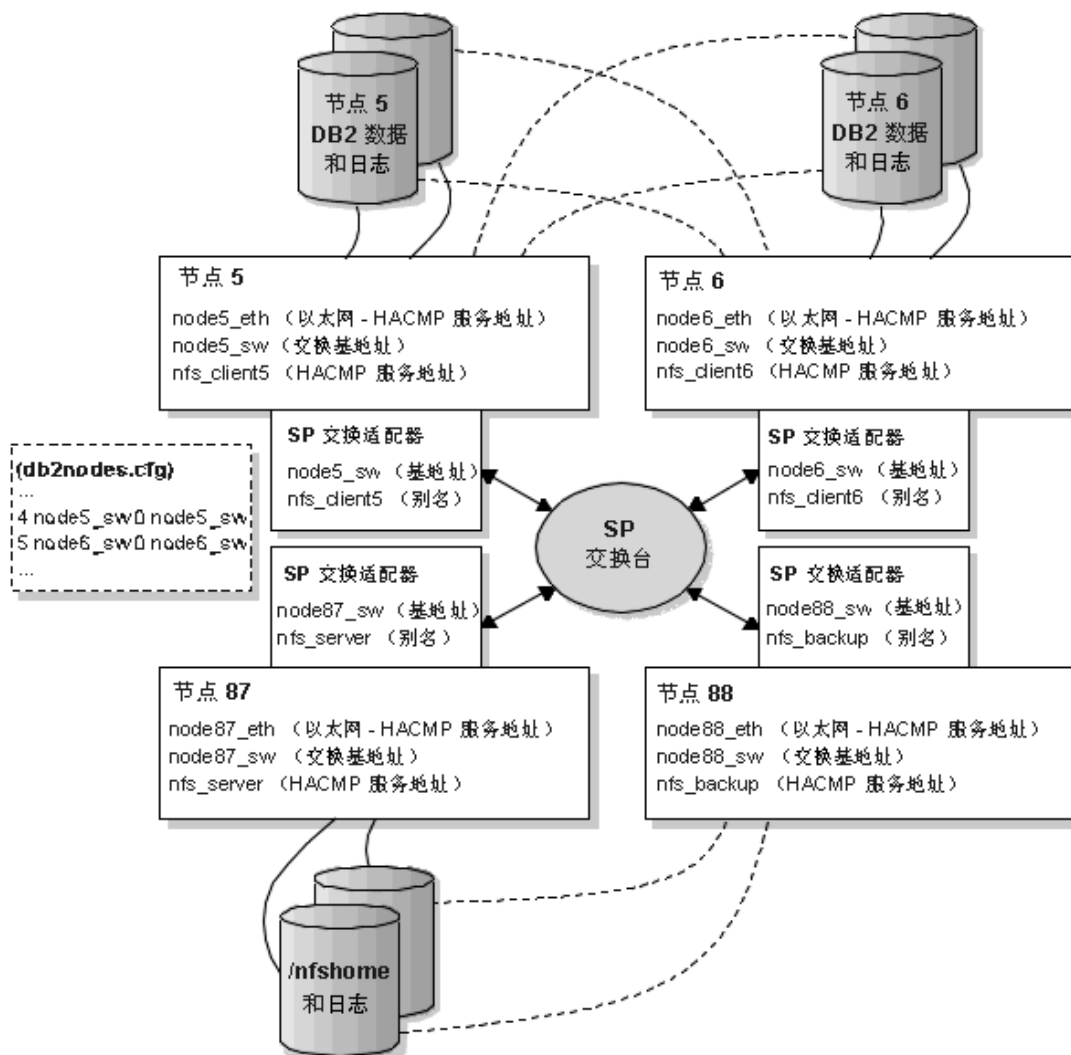 节点 5
DB2 数据
和日志
节点 6
DB2 数据
和日志
节点 5
node5_eth （以太网 - HACMP 服务地址）
node5_sw （交换基地址）
nfs_client5 （HACMP 服务地址）
节点 6
node6_eth （以太网 - HACMP 服务地址）
node6_sw （交换基地址）
nfs_client6 （HACMP 服务地址）
SP 交换适配器
node5_sw （基地址）
nfs_client5 （别名）
SP 交换适配器
node6_sw （基地址）
nfs_client6 （别名）
(db2nodes.cfg)
...
4 node5_sw 0 node5_sw
5 node6_sw 0 node6_sw
...
SP
交换台
SP 交换适配器
node87_sw （基地址）
nfs_server （别名）
SP 交换适配器
node88_sw （基地址）
nfs_backup （别名）
节点 87
node87_eth （以太网 - HACMP 服务地址）
node87_sw （交换基地址）
nfs_server （HACMP 服务地址）
节点 88
node88_eth （以太网 - HACMP 服务地址）
node88_sw （交换基地址）
nfs_backup （HACMP 服务地址）
/nfshome
和日志